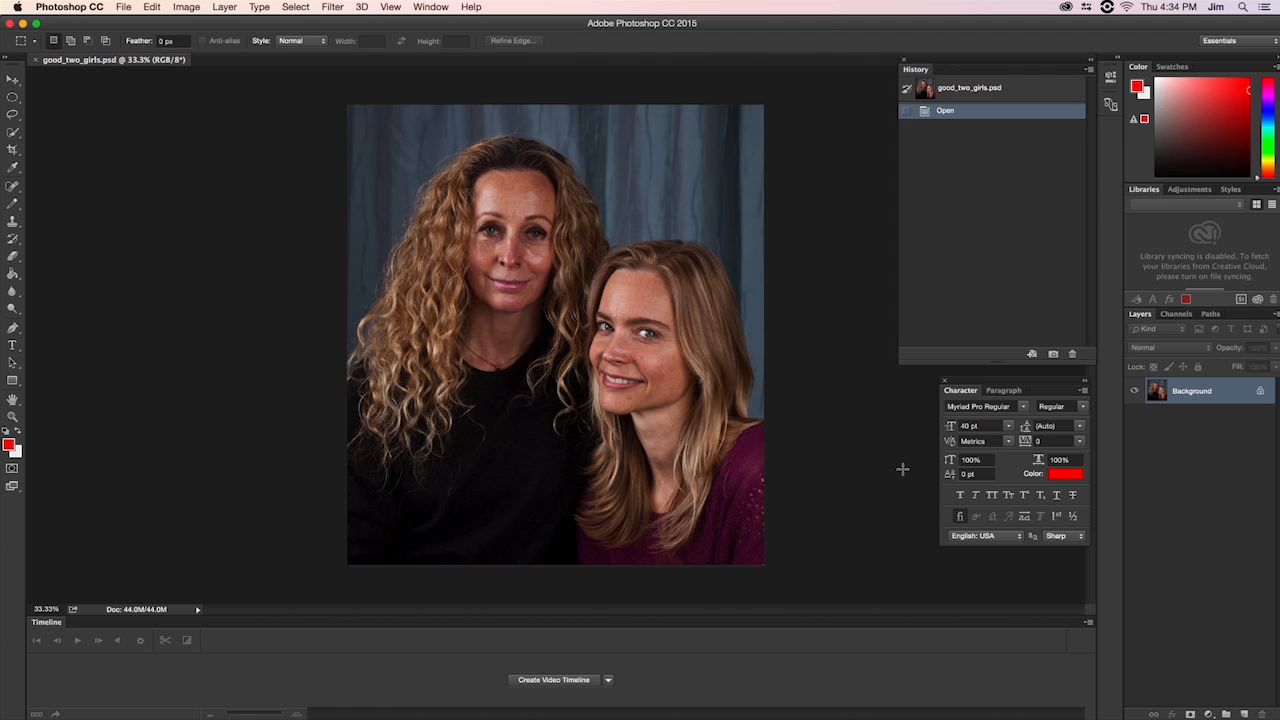 Photoshop CC File Edit Image Layer Type Select Filter 3D View Window Help Thu 4:34 PM Jim
Adobe Photoshop CC 2015
Feather: 0 px Anti-alias Style: Normal Width: Height: Refine Edge... Essentials
good_two_girls.psd @ 33.3% (RGB/8*)
History
good_two_girls.psd
Open
Color Swatches
Libraries Adjustments Styles
Library syncing is disabled. To fetch
your libraries from Creative Cloud,
please turn on file syncing.
Layers Channels Paths
Kind
Normal Opacity: 100%
Lock: Fill: 100%
Background
Character Paragraph
Myriad Pro Regular Regular
40 pt (Auto)
Metrics 0
100% 100%
0 pt Color:
English: USA Sharp
33.33% Doc: 44.0M/44.0M
Timeline
Create Video Timeline